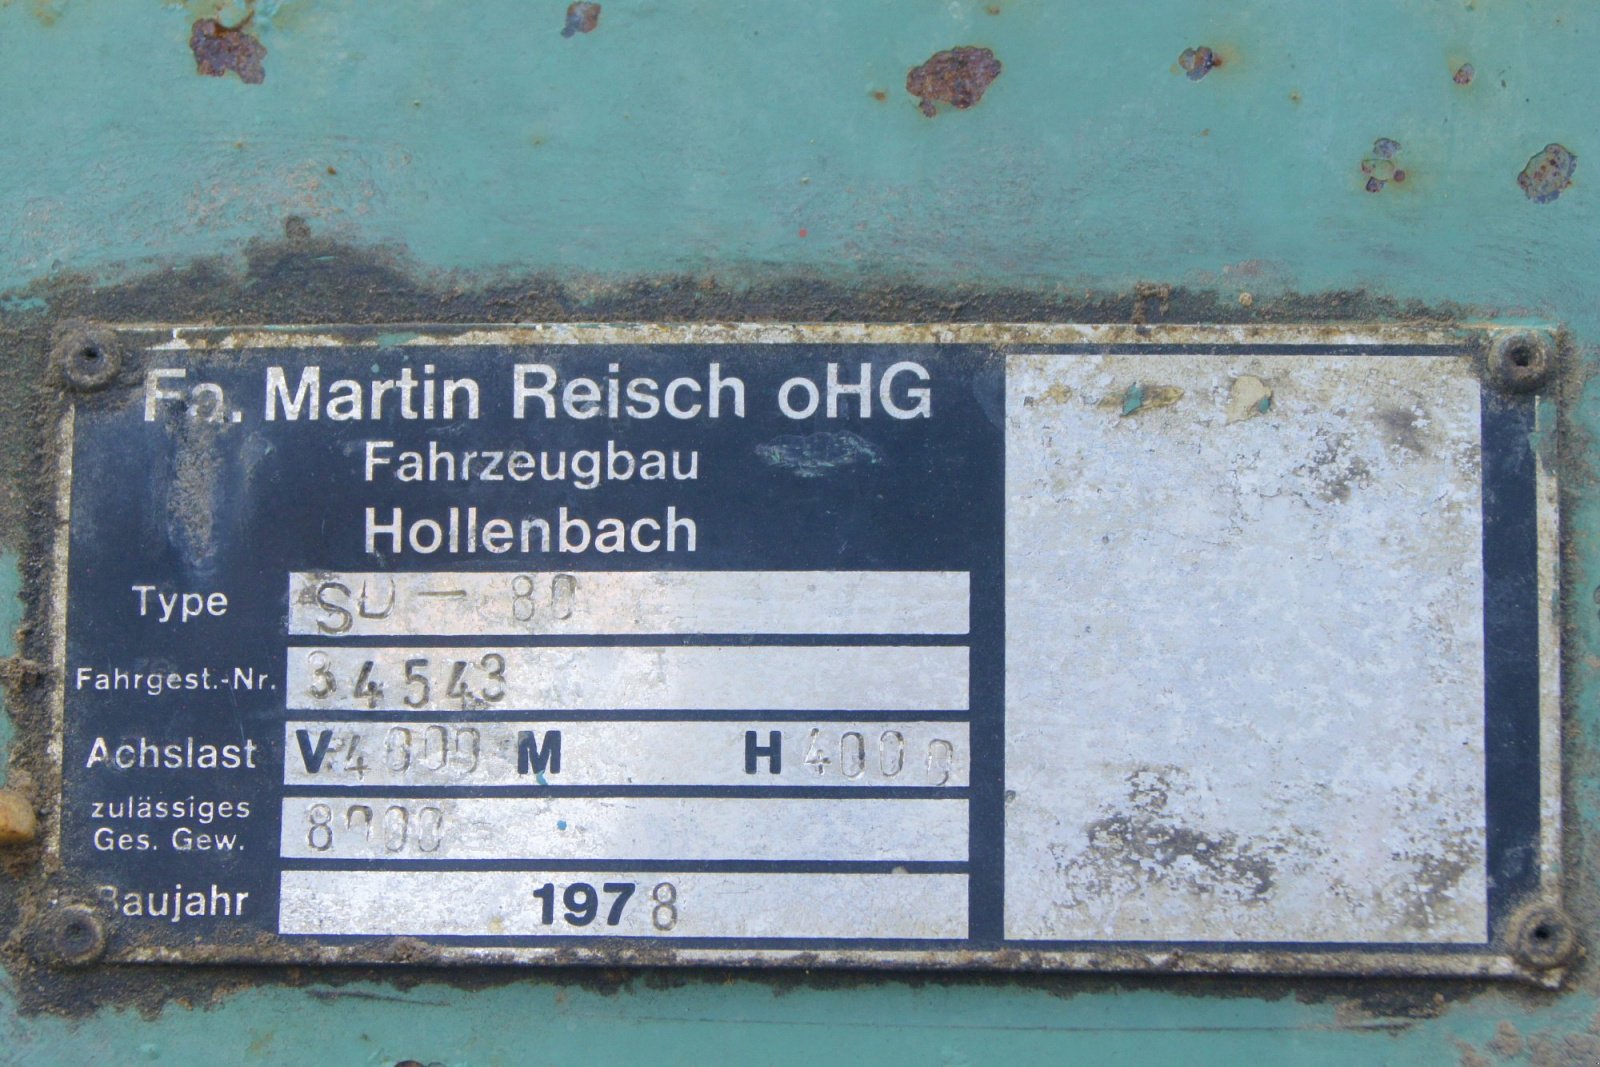 Fa. Martin Reisch oHG
Fahrzeugbau
Hollenbach
Type SD - 80
Fahrgest.-Nr. 34543
Achslast V 4000 M H 4000
zulässiges
Ges. Gew. 8000
Baujahr 1978